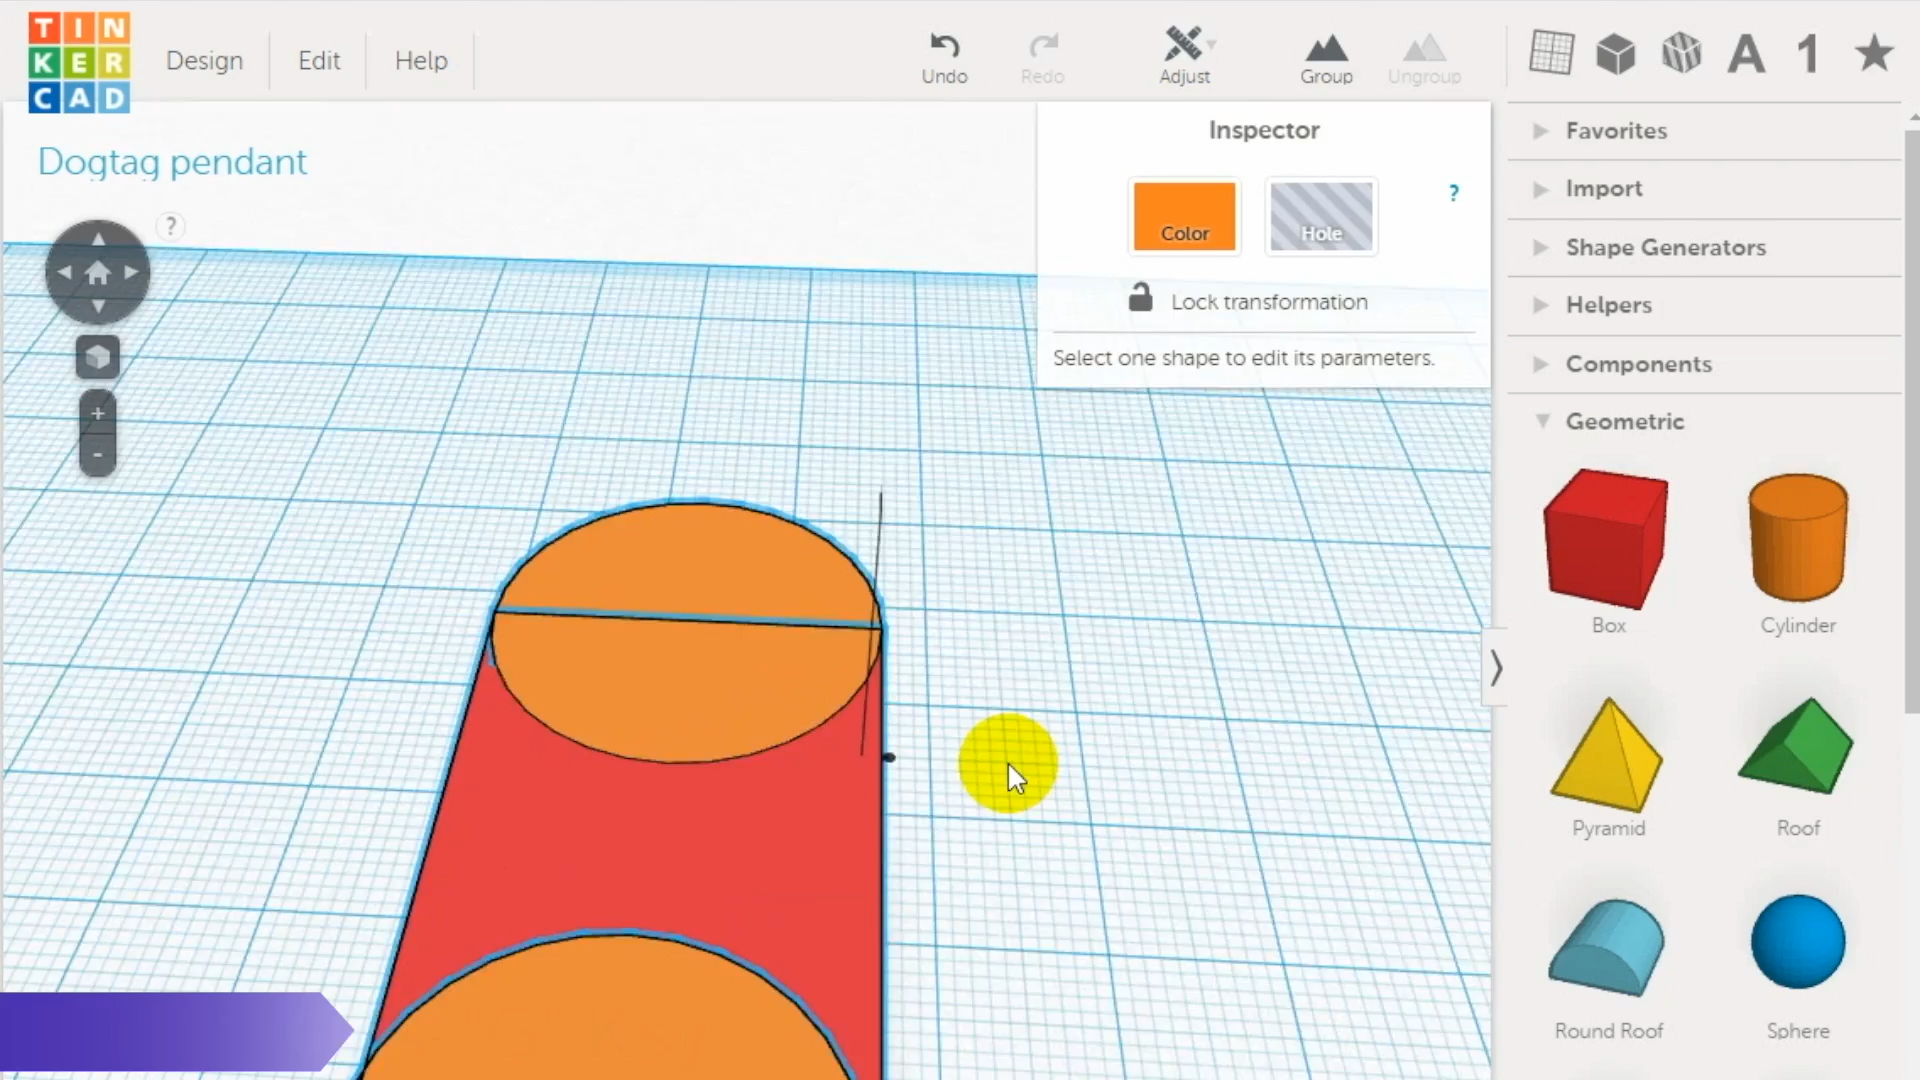 TIN
KER
CAD
Design
Edit
Help
Undo
Redo
Adjust
Group
Ungroup
A
1
Dogtag pendant
?
+
-
Inspector
Color
Hole
?
Lock transformation
Select one shape to edit its parameters.
Favorites
Import
Shape Generators
Helpers
Components
Geometric
Box
Cylinder
Pyramid
Roof
Round Roof
Sphere